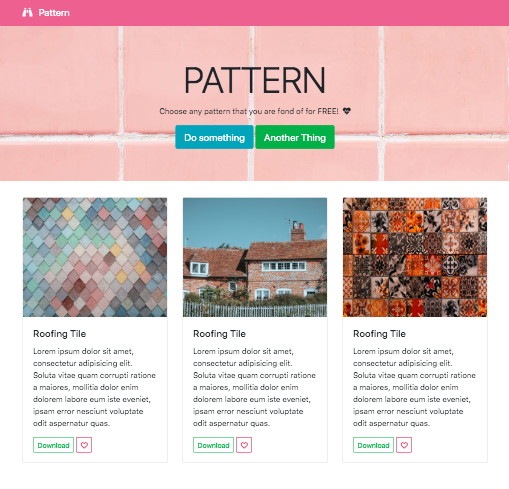 Pattern
PATTERN
Choose any pattern that you are fond of for FREE!
Do something
Another Thing
Roofing Tile
Lorem ipsum dolor sit amet,
consectetur adipisicing elit.
Soluta vitae quam corrupti ratione
a maiores, mollitia dolor enim
dolorem labore eum iste eveniet,
ipsam error nesciunt voluptate
odit aspernatur quas.
Download
Roofing Tile
Lorem ipsum dolor sit amet,
consectetur adipisicing elit.
Soluta vitae quam corrupti ratione
a maiores, mollitia dolor enim
dolorem labore eum iste eveniet,
ipsam error nesciunt voluptate
odit aspernatur quas.
Download
Roofing Tile
Lorem ipsum dolor sit amet,
consectetur adipisicing elit.
Soluta vitae quam corrupti ratione
a maiores, mollitia dolor enim
dolorem labore eum iste eveniet,
ipsam error nesciunt voluptate
odit aspernatur quas.
Download